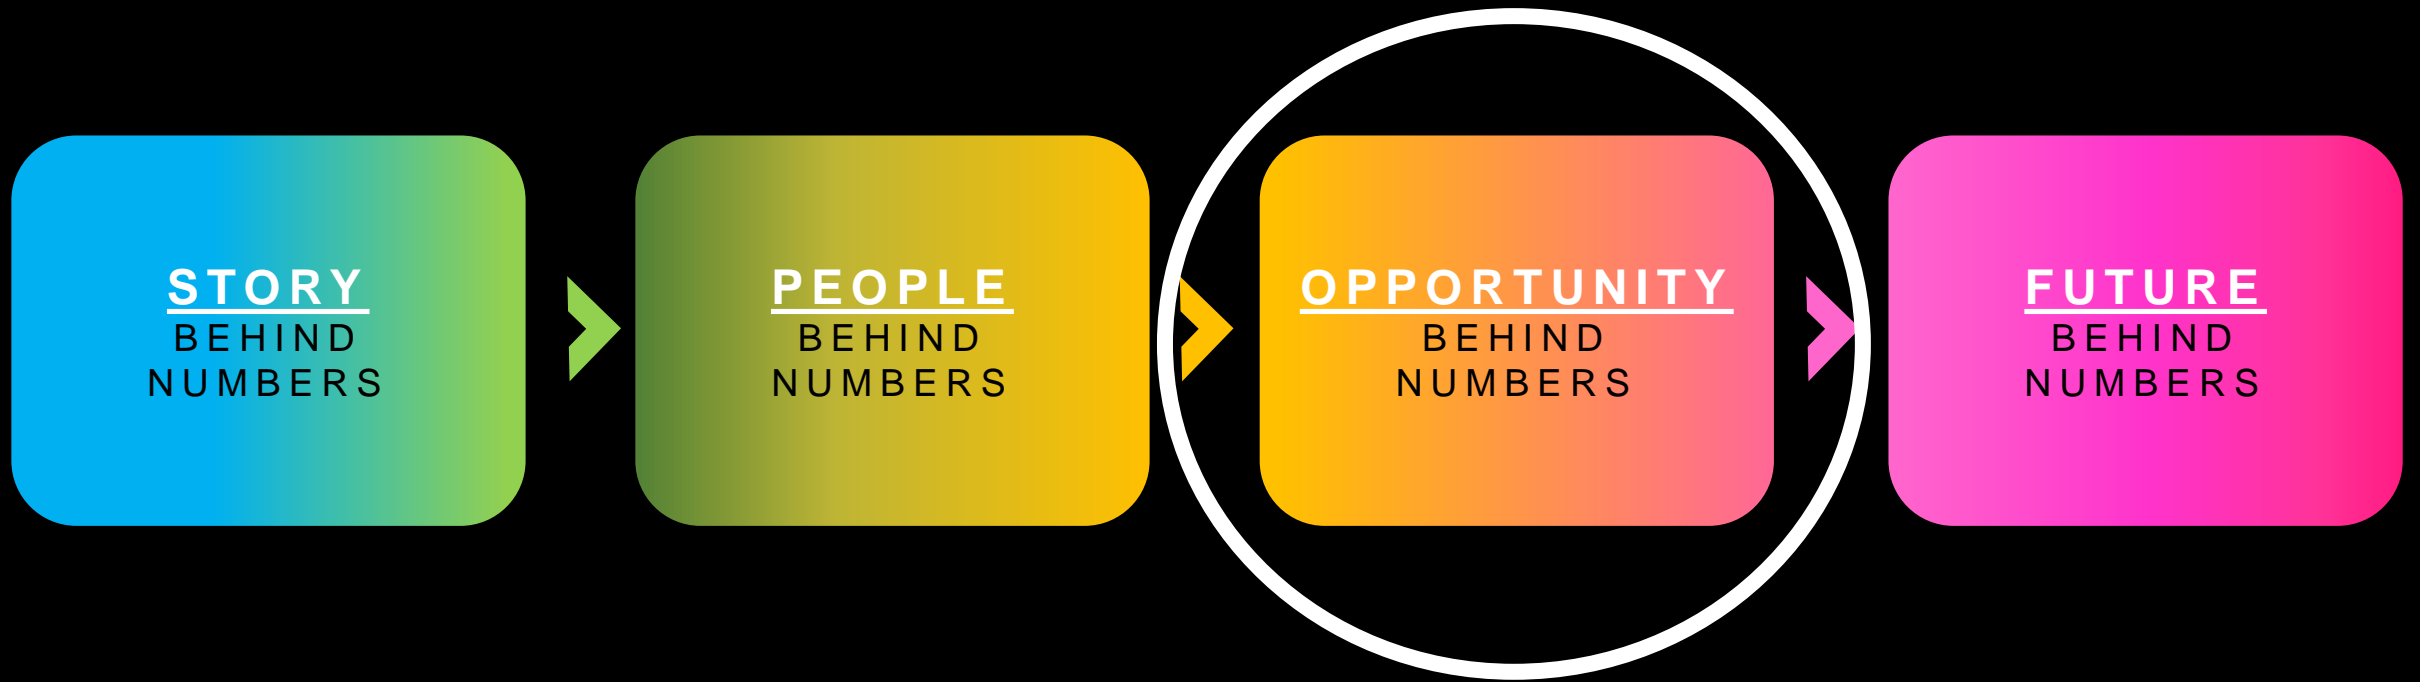 STORY
BEHIND
NUMBERS
PEOPLE
BEHIND
NUMBERS
OPPORTUNITY
BEHIND
NUMBERS
FUTURE
BEHIND
NUMBERS